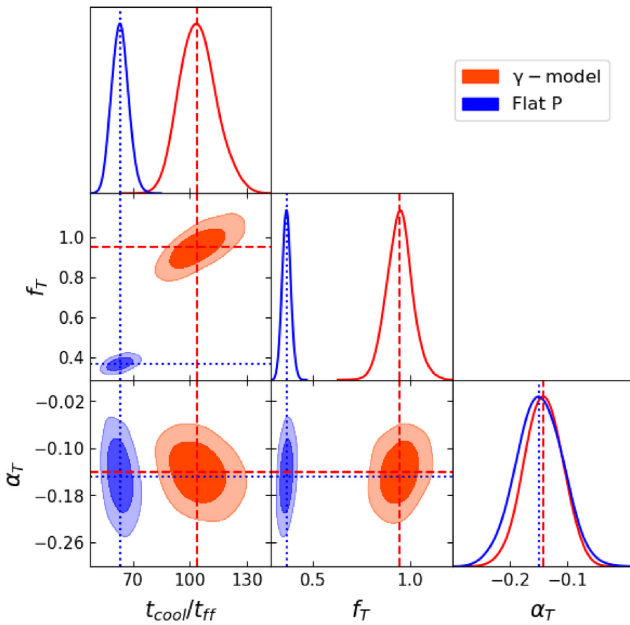 γ − model
Flat P
1.0
0.8
0.6
0.4
f_T
−0.02
−0.10
−0.18
−0.26
α_T
70 100 130
0.5 1.0
−0.2 −0.1
t_cool/t_ff
f_T
α_T